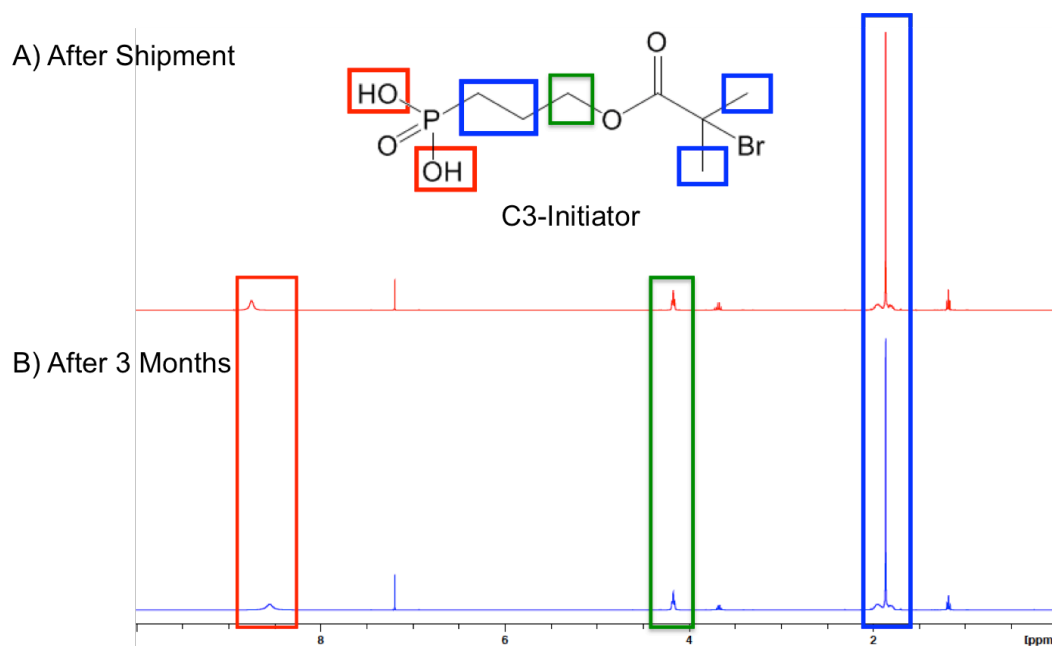 A) After Shipment
O
HO
P
O
O
Br
OH
C3-Initiator
B) After 3 Months
8 6 4 2 [ppm